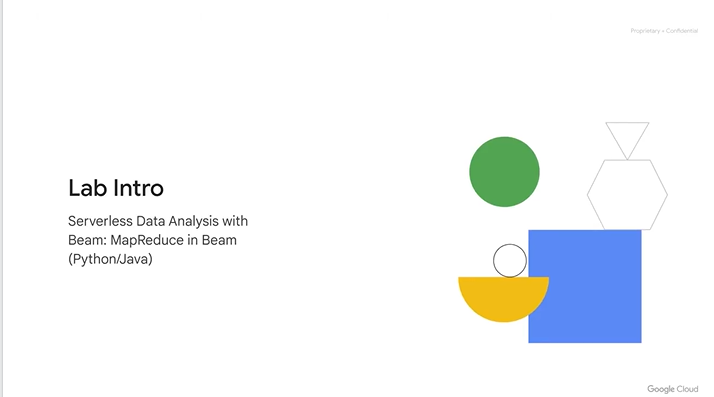 Proprietary + Confidential
Lab Intro
Serverless Data Analysis with
Beam: MapReduce in Beam
(Python/Java)
Google Cloud